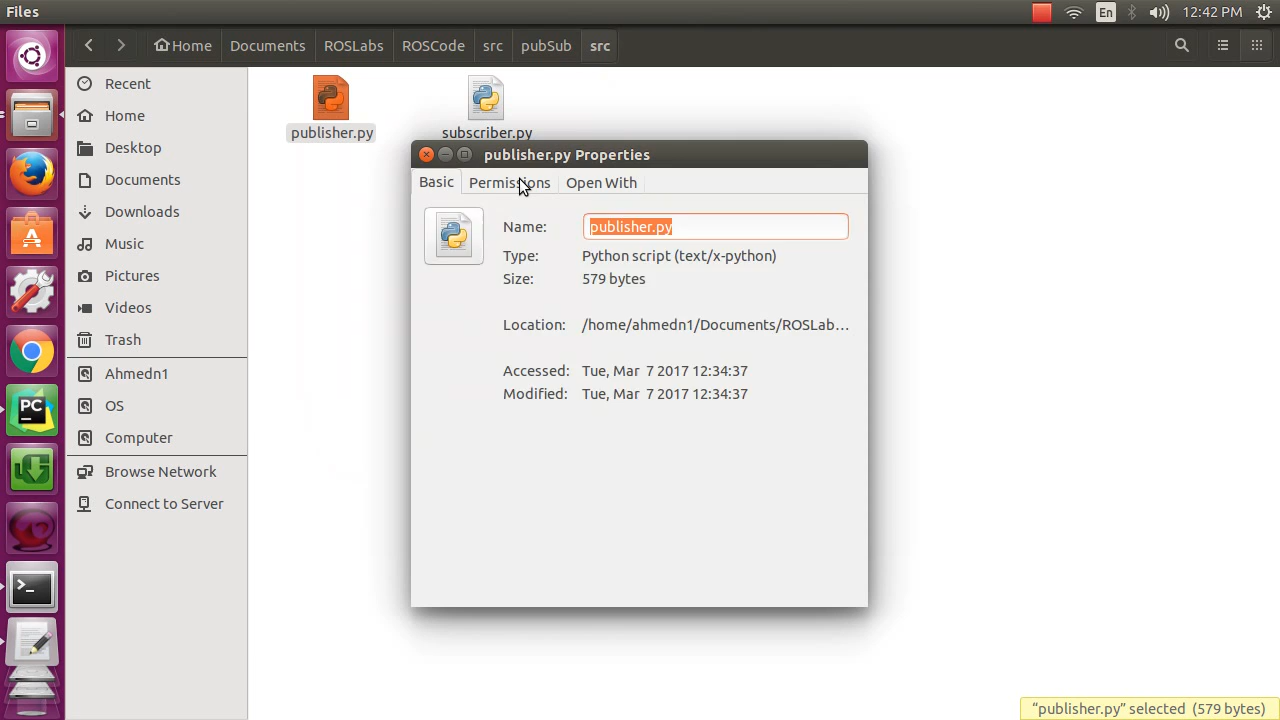 Files
En
12:42 PM
Home
Documents
ROSLabs
ROSCode
src
pubSub
src
Recent
Home
Desktop
Documents
Downloads
Music
Pictures
Videos
Trash
Ahmedn1
OS
Computer
Browse Network
Connect to Server
publisher.py
subscriber.py
publisher.py Properties
Basic
Permissions
Open With
Name: publisher.py
Type: Python script (text/x-python)
Size: 579 bytes
Location: /home/ahmedn1/Documents/ROSLab…
Accessed: Tue, Mar 7 2017 12:34:37
Modified: Tue, Mar 7 2017 12:34:37
PC
"publisher.py" selected (579 bytes)